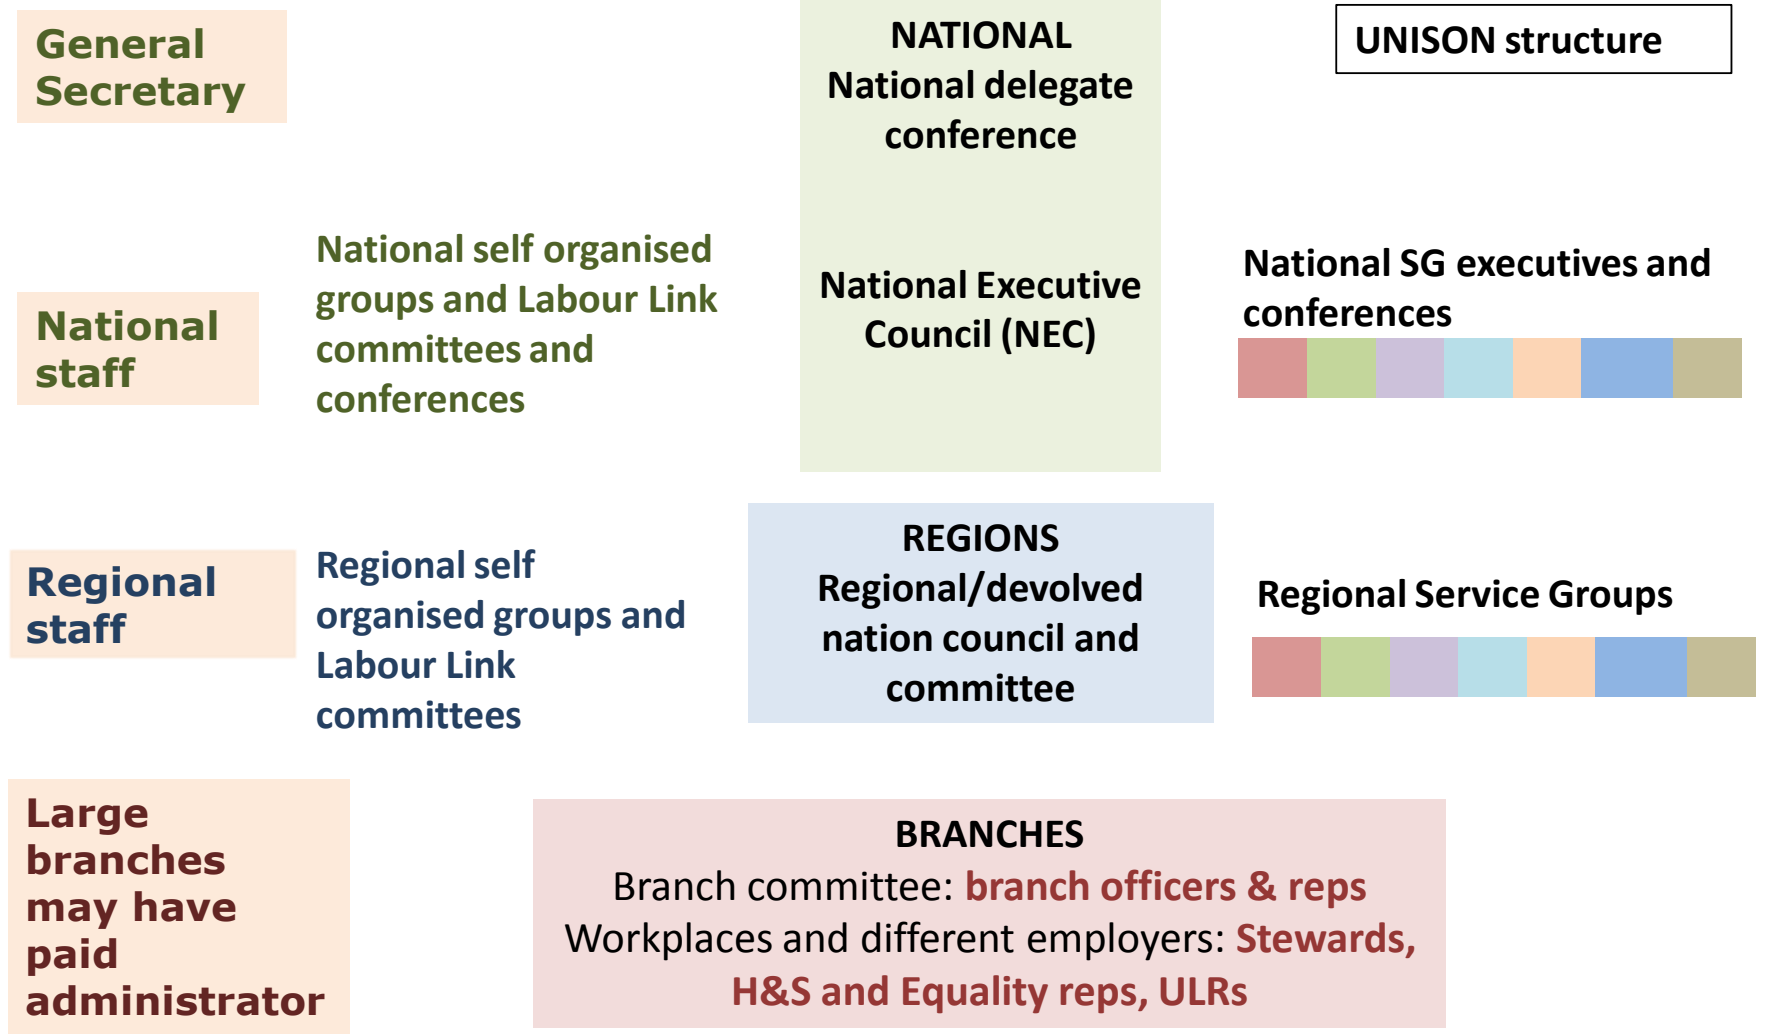 General
Secretary
NATIONAL
National delegate
conference
UNISON structure
National
staff
National self organised
groups and Labour Link
committees and
conferences
National Executive
Council (NEC)
National SG executives and
conferences
Regional
staff
Regional self
organised groups and
Labour Link
committees
REGIONS
Regional/devolved
nation council and
committee
Regional Service Groups
Large
branches
may have
paid
administrator
BRANCHES
Branch committee: branch officers & reps
Workplaces and different employers: Stewards,
H&S and Equality reps, ULRs